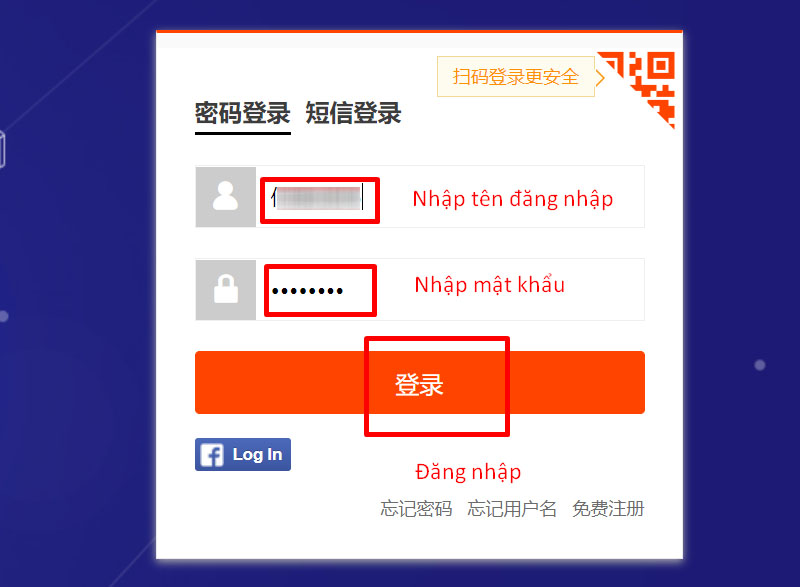 扫码登录更安全
密码登录 短信登录
Nhập tên đăng nhập
Nhập mật khẩu
登录
Log In
Đăng nhập
忘记密码 忘记用户名 免费注册